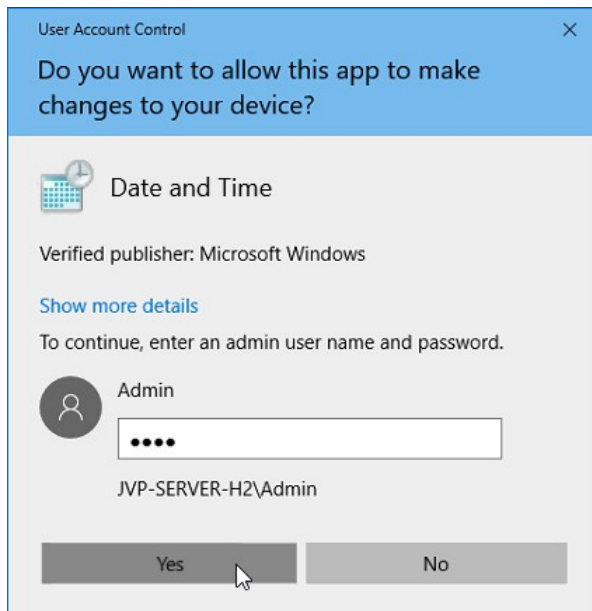 User Account Control
Do you want to allow this app to make
changes to your device?
Date and Time
Verified publisher: Microsoft Windows
Show more details
To continue, enter an admin user name and password.
Admin
••••
JVP-SERVER-H2\Admin
Yes
No